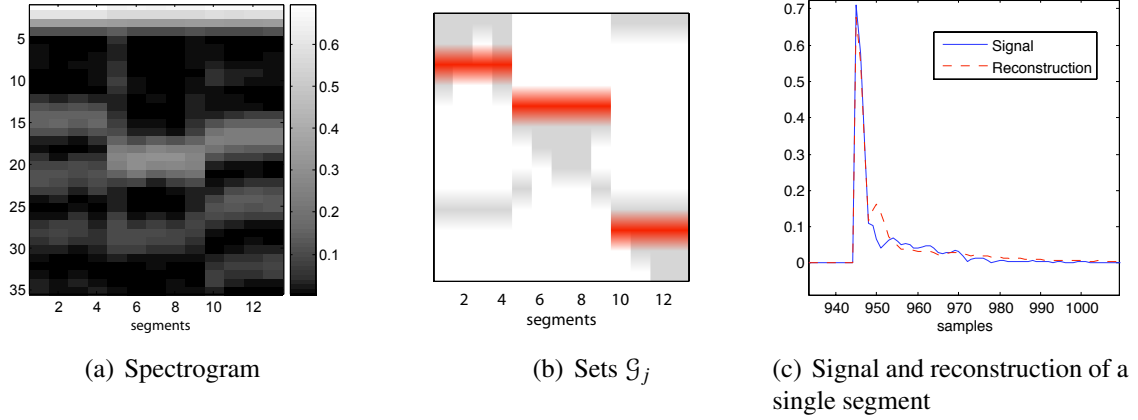 5
10
15
20
25
30
35
2 4 6 8 10 12
segments
0.6
0.5
0.4
0.3
0.2
0.1
(a) Spectrogram
2 4 6 8 10 12
segments
(b) Sets 𝒢j
0.7
0.6
0.5
0.4
0.3
0.2
0.1
0
940 950 960 970 980 990 1000
samples
Signal
Reconstruction
(c) Signal and reconstruction of a
single segment